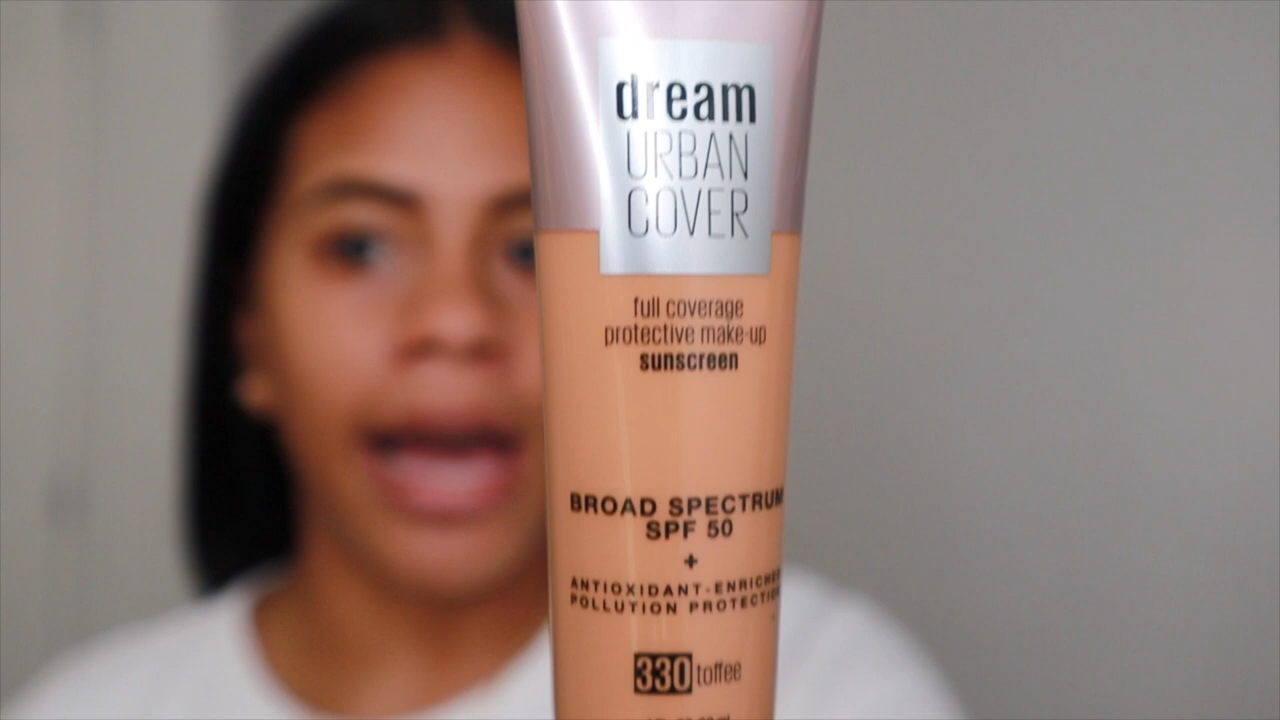 dream
URBAN
COVER
full coverage
protective make-up
sunscreen
BROAD SPECTRUM
SPF 50
+
ANTIOXIDANT-ENRICHED
POLLUTION PROTECTION
330 toffee